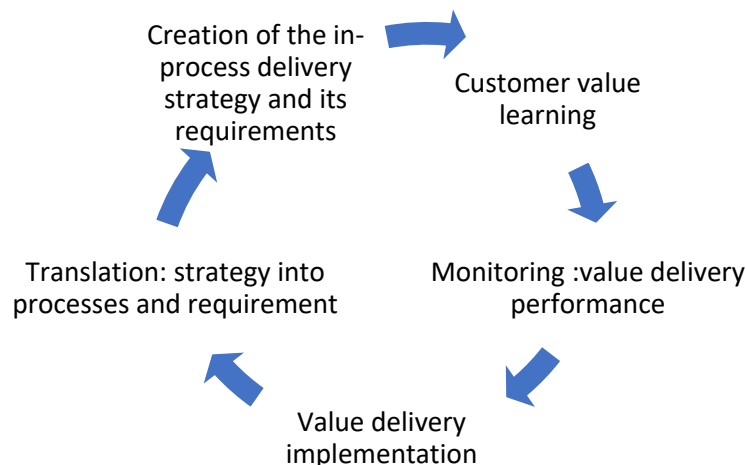 Creation of the in-
process delivery
strategy and its
requirements
Customer value
learning
Monitoring :value delivery
performance
Value delivery
implementation
Translation: strategy into
processes and requirement